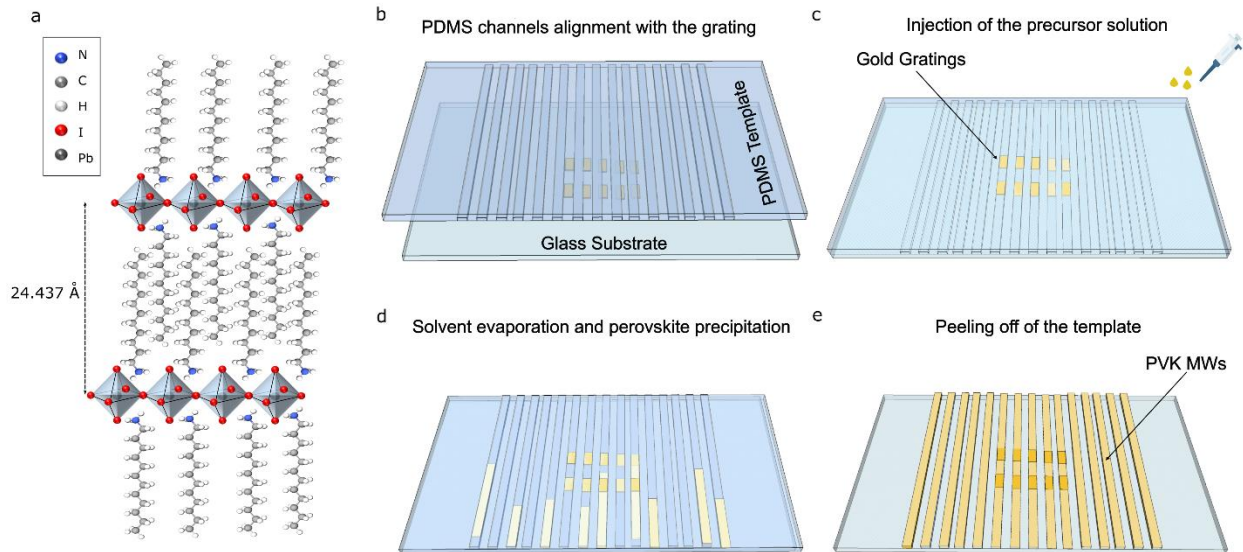 a
N
C
H
I
Pb
24.437 Å
b
PDMS channels alignment with the grating
PDMS Template
Glass Substrate
c
Injection of the precursor solution
Gold Gratings
d
Solvent evaporation and perovskite precipitation
e
Peeling off of the template
PVK MWs